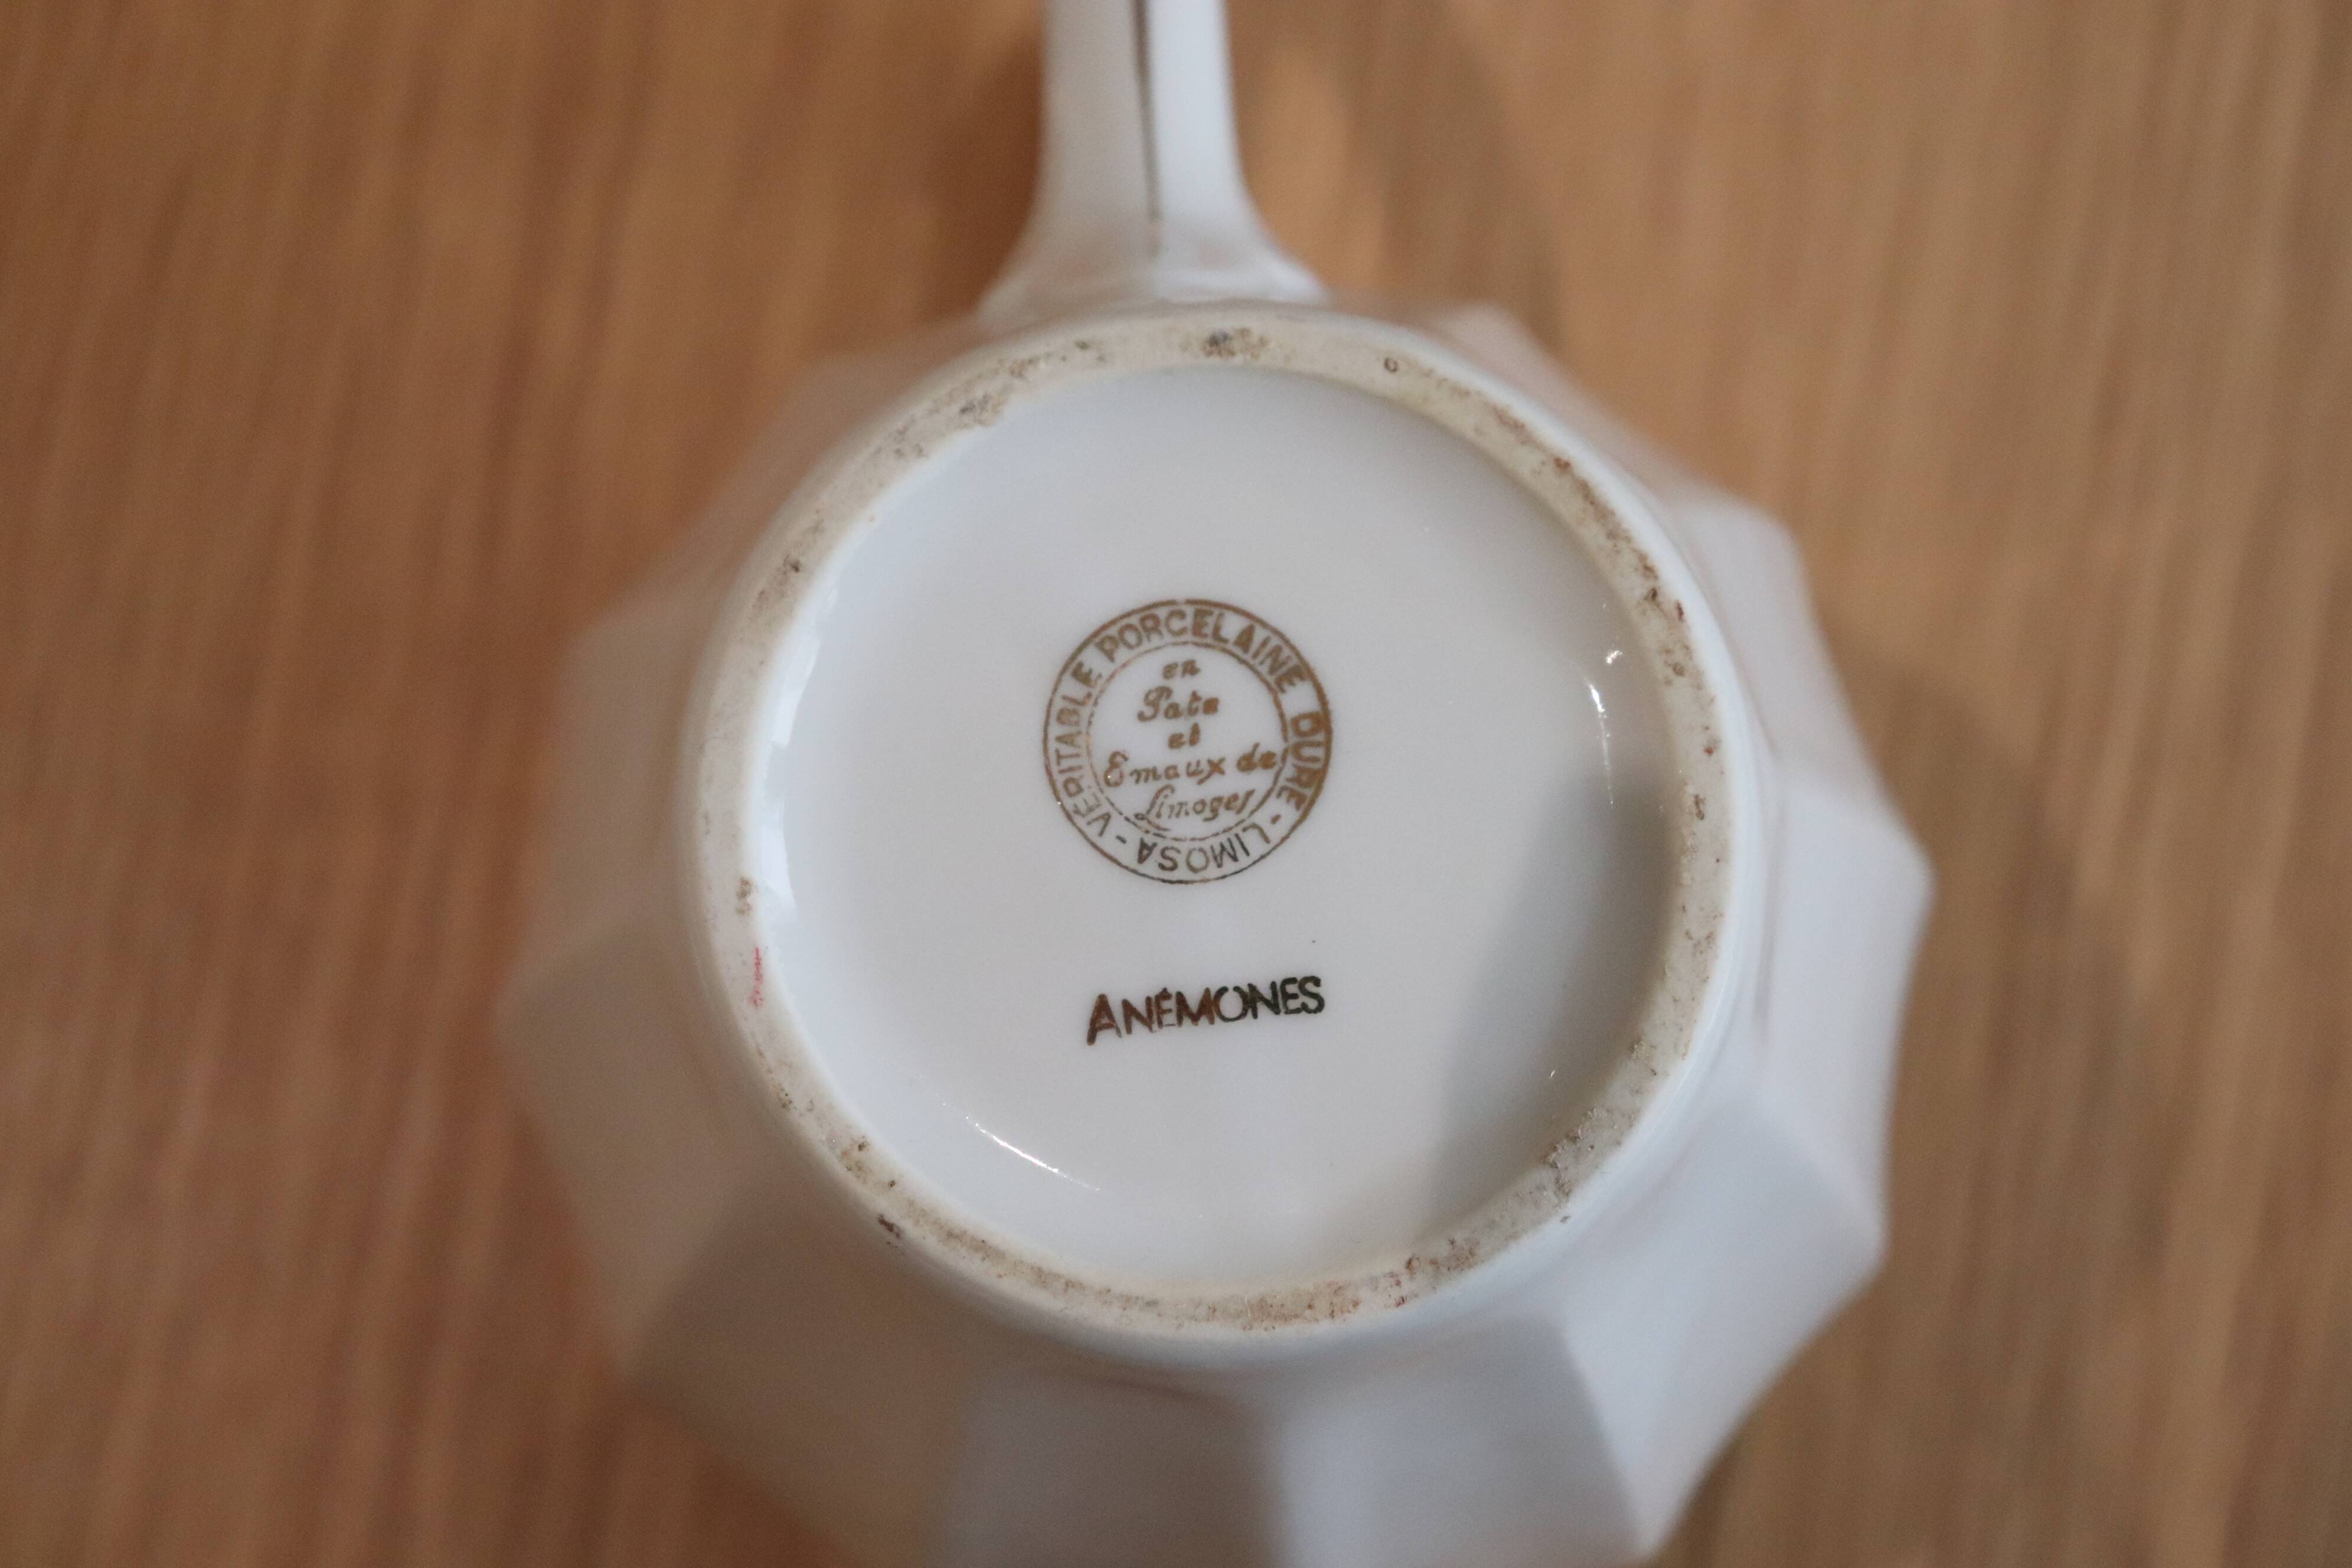 VÉRITABLE PORCELAINE DURE - LIMOSA -
en
Pate
et
Emaux de
Limoges
ANÉMONES